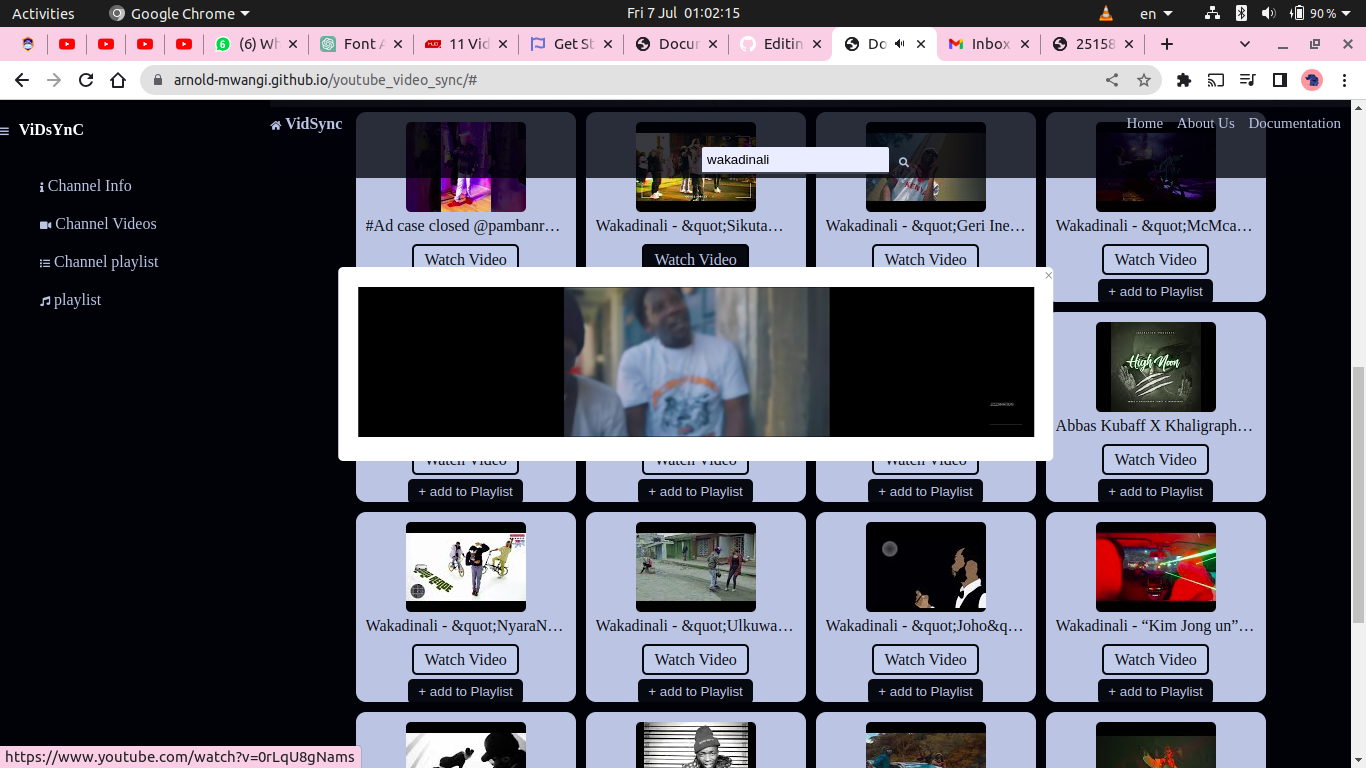 Activities
Google Chrome
Fri 7 Jul 01:02:15
en
90 %
6
(6) Wh
Font A
11 Vid
Get St
Docur
Editin
Do
Inbox
25158
arnold-mwangi.github.io/youtube_video_sync/#
ViDsYnC
VidSync
Home
About Us
Documentation
wakadinali
Channel Info
Channel Videos
Channel playlist
playlist
#Ad case closed @pambanr…
Wakadinali - &quot;Sikuta…
Wakadinali - &quot;Geri Ine…
Wakadinali - &quot;McMca…
Watch Video
Watch Video
Watch Video
Watch Video
+ add to Playlist
×
High Noon
Abbas Kubaff X Khaligraph…
Watch Video
Watch Video
Watch Video
Watch Video
+ add to Playlist
+ add to Playlist
+ add to Playlist
+ add to Playlist
Wakadinali - &quot;NyaraN…
Wakadinali - &quot;Ulkuwa…
Wakadinali - &quot;Joho&q…
Wakadinali - “Kim Jong un”…
Watch Video
Watch Video
Watch Video
Watch Video
+ add to Playlist
+ add to Playlist
+ add to Playlist
+ add to Playlist
https://www.youtube.com/watch?v=0rLqU8gNams